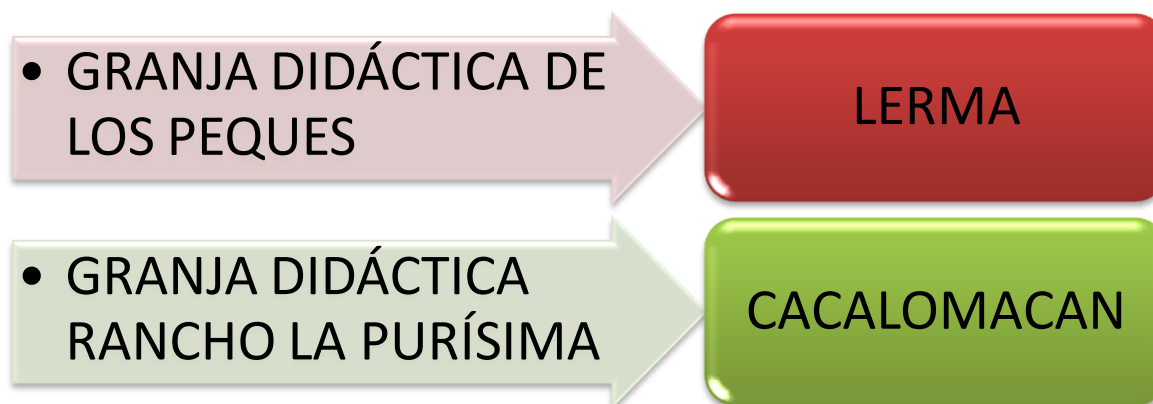 • GRANJA DIDÁCTICA DE
LOS PEQUES
LERMA
• GRANJA DIDÁCTICA
RANCHO LA PURÍSIMA
CACALOMACAN